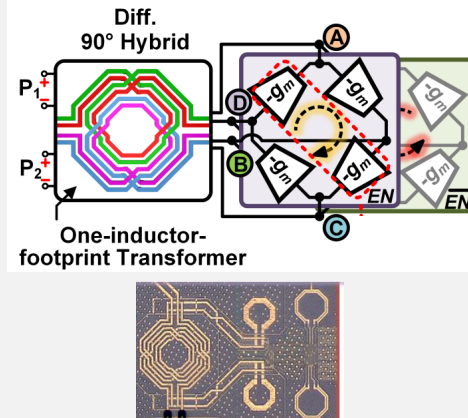 Diff.
90° Hybrid
P1 +
−
P2 +
−
A
D
B
C
-gm
-gm
-gm
-gm
-gm
-gm
EN
EN
One-inductor-
footprint Transformer